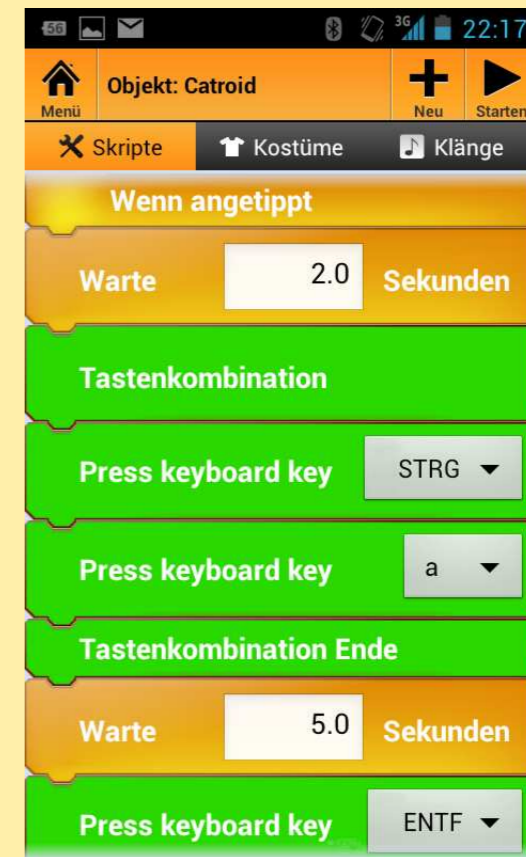 56 3G 22:17
Menü Objekt: Catroid Neu Starten
Skripte Kostüme Klänge
Wenn angetippt
Warte 2.0 Sekunden
Tastenkombination
Press keyboard key STRG
Press keyboard key a
Tastenkombination Ende
Warte 5.0 Sekunden
Press keyboard key ENTF